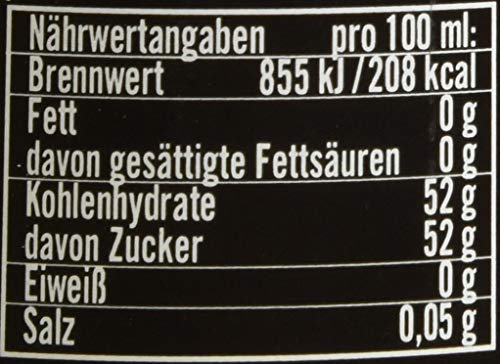 Nährwertangaben pro 100 ml:
Brennwert 855 kJ / 208 kcal
Fett 0 g
davon gesättigte Fettsäuren 0 g
Kohlenhydrate 52 g
davon Zucker 52 g
Eiweiß 0 g
Salz 0,05 g